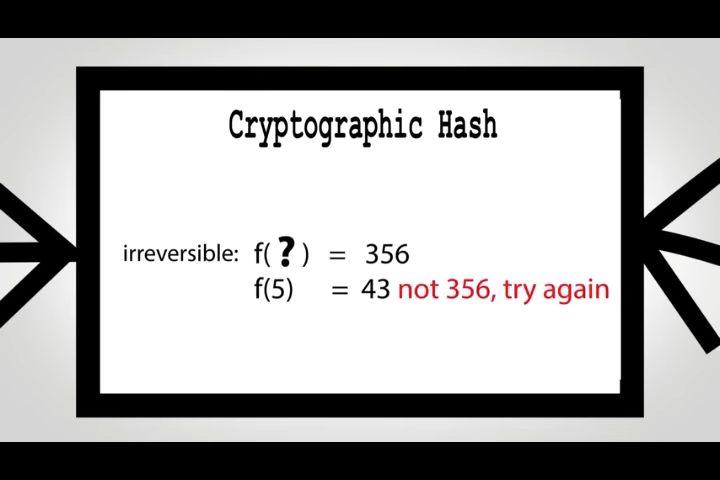 Cryptographic Hash
irreversible: f( ? ) = 356
f(5) = 43 not 356, try again